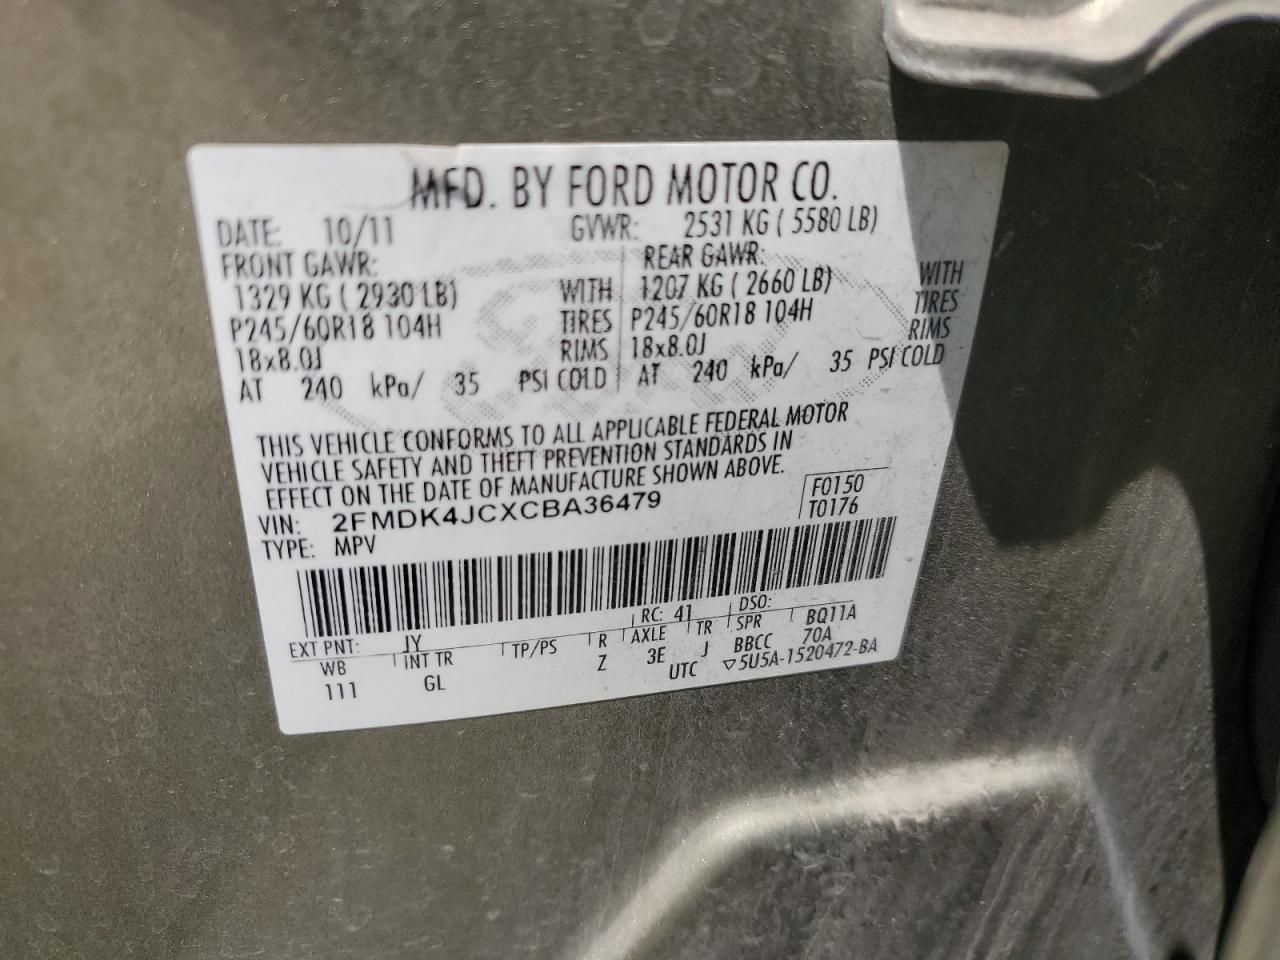 MFD. BY FORD MOTOR CO.
DATE: 10/11 GVWR: 2531 KG ( 5580 LB)
FRONT GAWR: REAR GAWR:
1329 KG ( 2930 LB) WITH 1207 KG ( 2660 LB) WITH
P245/60R18 104H TIRES P245/60R18 104H TIRES
18x8.0J RIMS 18x8.0J RIMS
AT 240 kPa/ 35 PSI COLD AT 240 kPa/ 35 PSI COLD
THIS VEHICLE CONFORMS TO ALL APPLICABLE FEDERAL MOTOR
VEHICLE SAFETY AND THEFT PREVENTION STANDARDS IN
EFFECT ON THE DATE OF MANUFACTURE SHOWN ABOVE.
VIN: 2FMDK4JCXCBA36479 F0150
TYPE: MPV T0176
EXT PNT: JY RC: 41 DSO:
WB INT TR TP/PS R AXLE TR SPR BQ11A
111 GL Z 3E J BBCC 70A
UTC ▽5U5A-1520472-BA